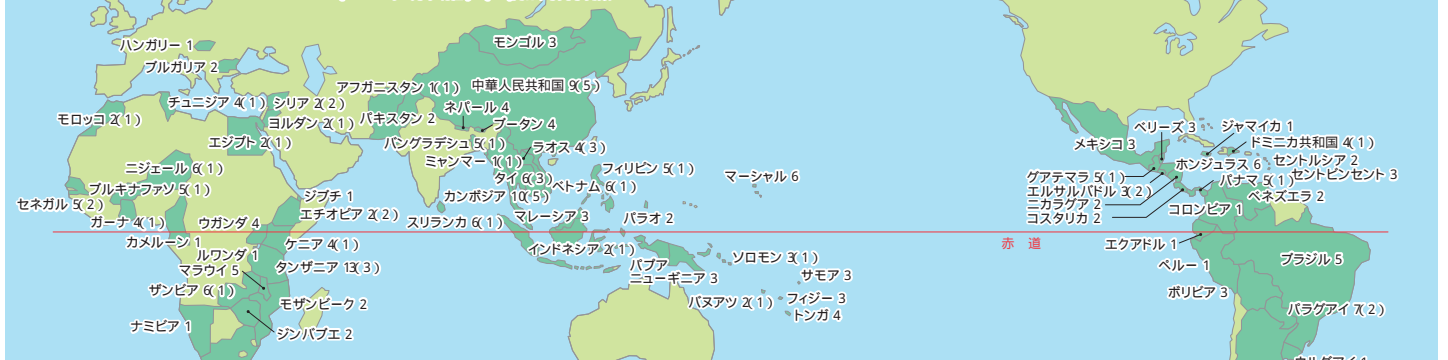 ハンガリー 1
ブルガリア 2
モンゴル 3
アフガニスタン 1(1)
中華人民共和国 9(5)
チュニジア 4(1)
シリア 2(2)
ネパール 4
モロッコ 2(1)
ヨルダン 2(1)
パキスタン 2
ブータン 4
エジプト 2(1)
バングラデシュ 5(1)
ラオス 4(3)
ミャンマー 1(1)
ニジェール 6(1)
タイ 6(3)
フィリピン 5(1)
マーシャル 6
ブルキナファソ 5(1)
ベトナム 6(1)
ジブチ 1
カンボジア 10(5)
セネガル 5(2)
エチオピア 2(2)
ガーナ 4(1)
ウガンダ 4
スリランカ 6(1)
マレーシア 3
パラオ 2
カメルーン 1
ケニア 4(1)
インドネシア 2(1)
ルワンダ 1
マラウイ 5
タンザニア 13(3)
パプア
ニューギニア 3
ソロモン 3(1)
サモア 3
ザンビア 6(1)
モザンビーク 2
バヌアツ 2(1)
フィジー 3
トンガ 4
ナミビア 1
ジンバブエ 2
ベリーズ 3
ジャマイカ 1
メキシコ 3
ドミニカ共和国 4(1)
ホンジュラス 6
セントルシア 2
グアテマラ 5(1)
パナマ 5(1)
セントビンセント 3
エルサルバドル 3(2)
ニカラグア 2
ベネズエラ 2
コスタリカ 2
コロンビア 1
赤 道
エクアドル 1
ペルー 1
ブラジル 5
ボリビア 3
パラグアイ 7(2)